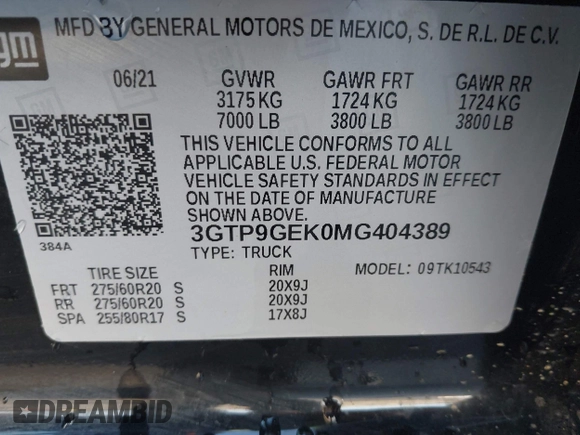 gm
MFD BY GENERAL MOTORS DE MEXICO, S. DE R.L. DE C.V.
06/21 GVWR GAWR FRT GAWR RR
3175 KG 1724 KG 1724 KG
7000 LB 3800 LB 3800 LB
THIS VEHICLE CONFORMS TO ALL
APPLICABLE U.S. FEDERAL MOTOR
VEHICLE SAFETY STANDARDS IN EFFECT
ON THE DATE OF MANUFACTURE
SHOWN ABOVE.
384A
3GTP9GEK0MG404389
TYPE: TRUCK
TIRE SIZE RIM MODEL: 09TK10543
FRT 275/60R20 S 20X9J
RR 275/60R20 S 20X9J
SPA 255/80R17 S 17X8J
DREAMBID